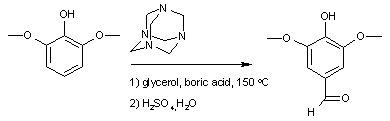 OH
O O
N
N N
N
1) glycerol, boric acid, 150 °C
2) H₂SO₄,H₂O
OH
O O
O